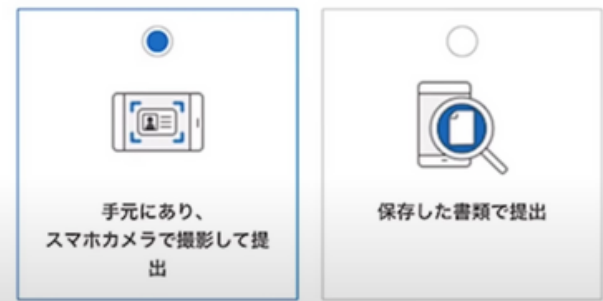 手元にあり、
スマホカメラで撮影して提
出
保存した書類で提出